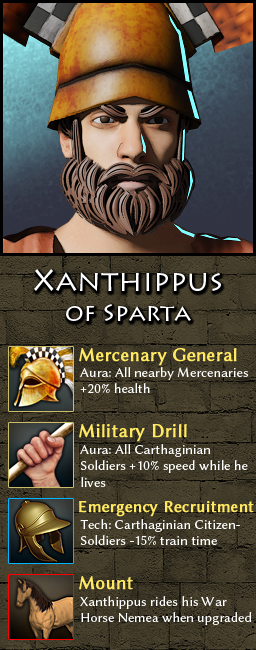 Xanthippus
of Sparta
Mercenary General
Aura: All nearby Mercenaries
+20% health
Military Drill
Aura: All Carthaginian
Soldiers +10% speed while he
lives
Emergency Recruitment
Tech: Carthaginian Citizen-
Soldiers -15% train time
Mount
Xanthippus rides his War
Horse Nemea when upgraded